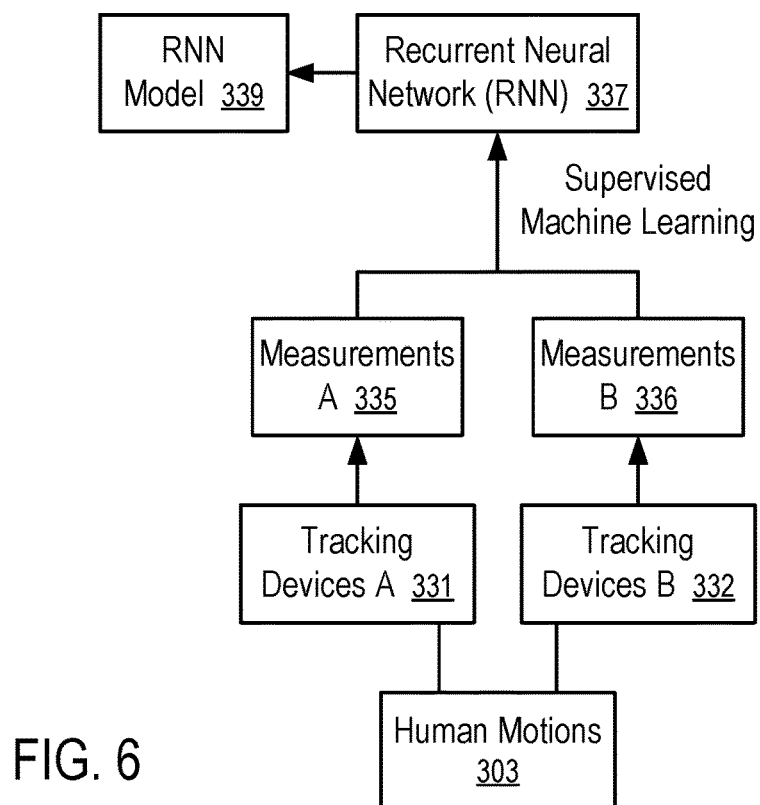 RNN
Model 339
Recurrent Neural
Network (RNN) 337
Supervised
Machine Learning
Measurements
A 335
Measurements
B 336
Tracking
Devices A 331
Tracking
Devices B 332
Human Motions
303
FIG. 6